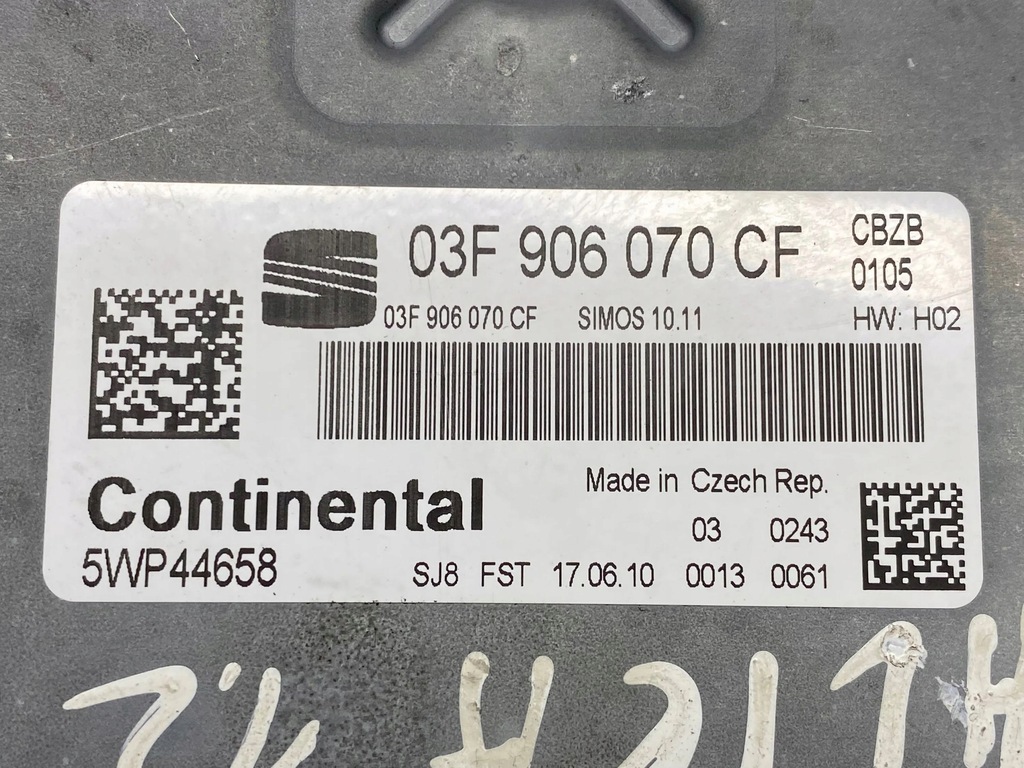 03F 906 070 CF
CBZB
0105
03F 906 070 CF SIMOS 10.11
HW: H02
Continental
Made in Czech Rep.
03 0243
5WP44658
SJ8 FST 17.06.10 0013 0061